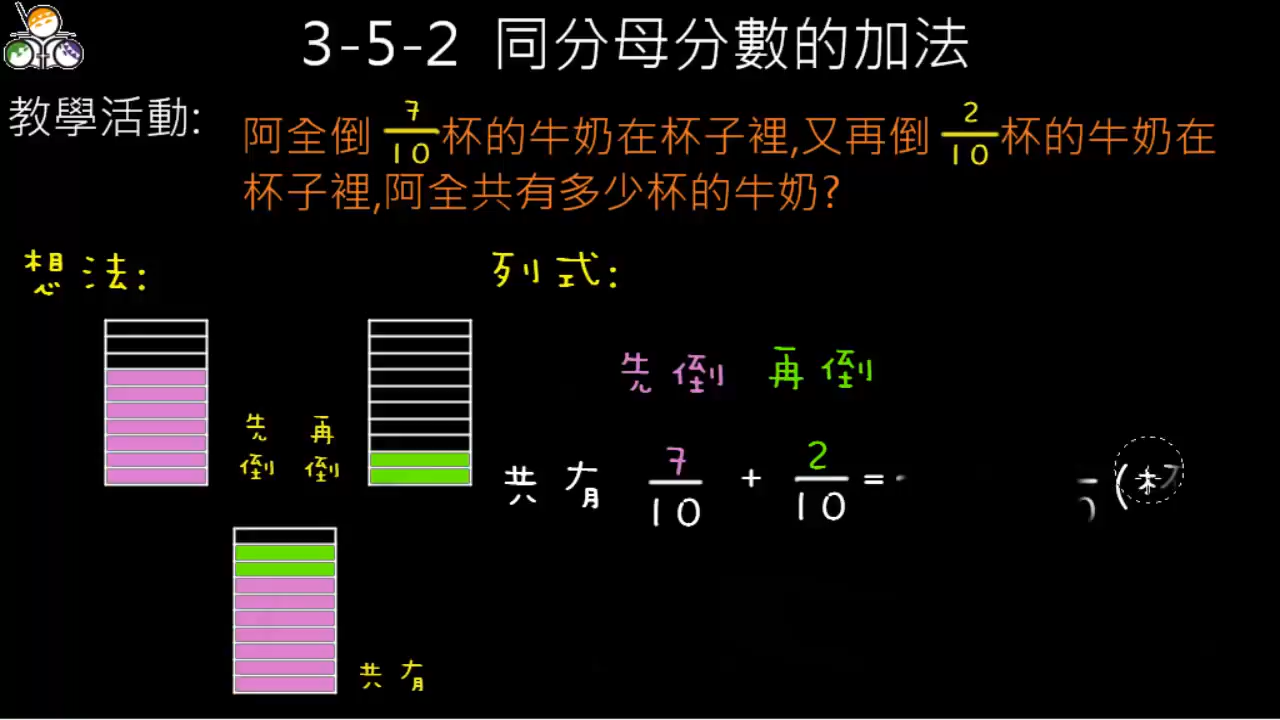 3-5-2 同分母分數的加法
教學活動:
阿全倒 7/10 杯的牛奶在杯子裡,又再倒 2/10 杯的牛奶在
杯子裡,阿全共有多少杯的牛奶?
想法:
列式:
先倒
再倒
先倒 再倒
共有 7/10 + 2/10 =
共有